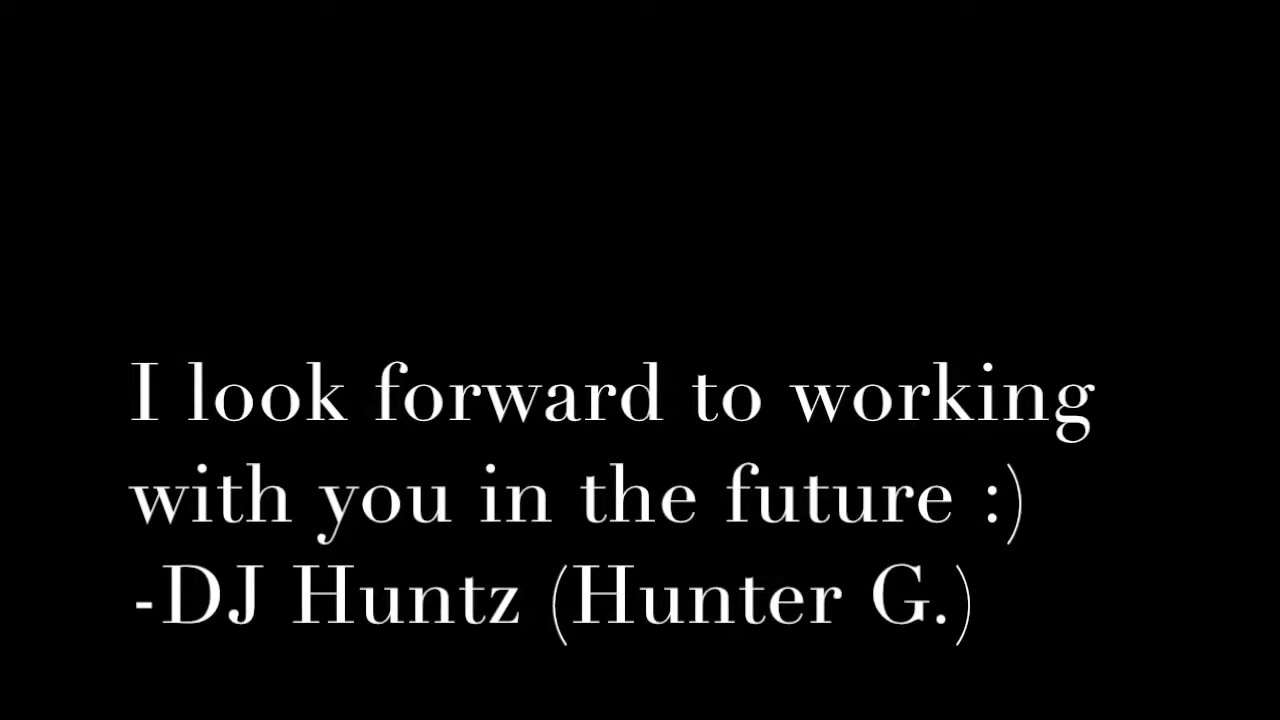 I look forward to working
with you in the future :)
-DJ Huntz (Hunter G.)